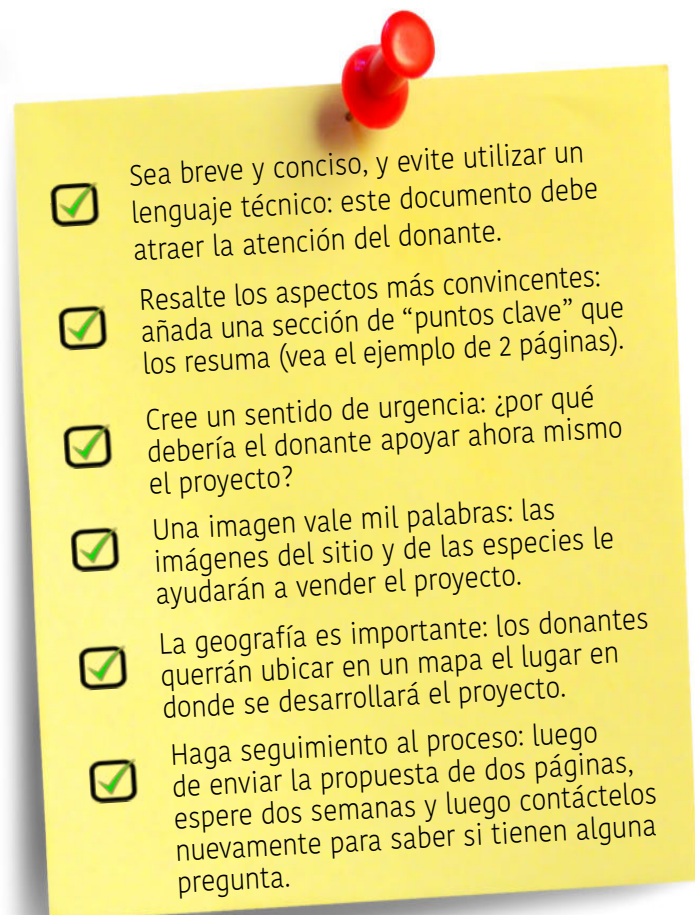 Sea breve y conciso, y evite utilizar un
lenguaje técnico: este documento debe
atraer la atención del donante.
Resalte los aspectos más convincentes:
añada una sección de “puntos clave” que
los resuma (vea el ejemplo de 2 páginas).
Cree un sentido de urgencia: ¿por qué
debería el donante apoyar ahora mismo
el proyecto?
Una imagen vale mil palabras: las
imágenes del sitio y de las especies le
ayudarán a vender el proyecto.
La geografía es importante: los donantes
querrán ubicar en un mapa el lugar en
donde se desarrollará el proyecto.
Haga seguimiento al proceso: luego
de enviar la propuesta de dos páginas,
espere dos semanas y luego contáctelos
nuevamente para saber si tienen alguna
pregunta.